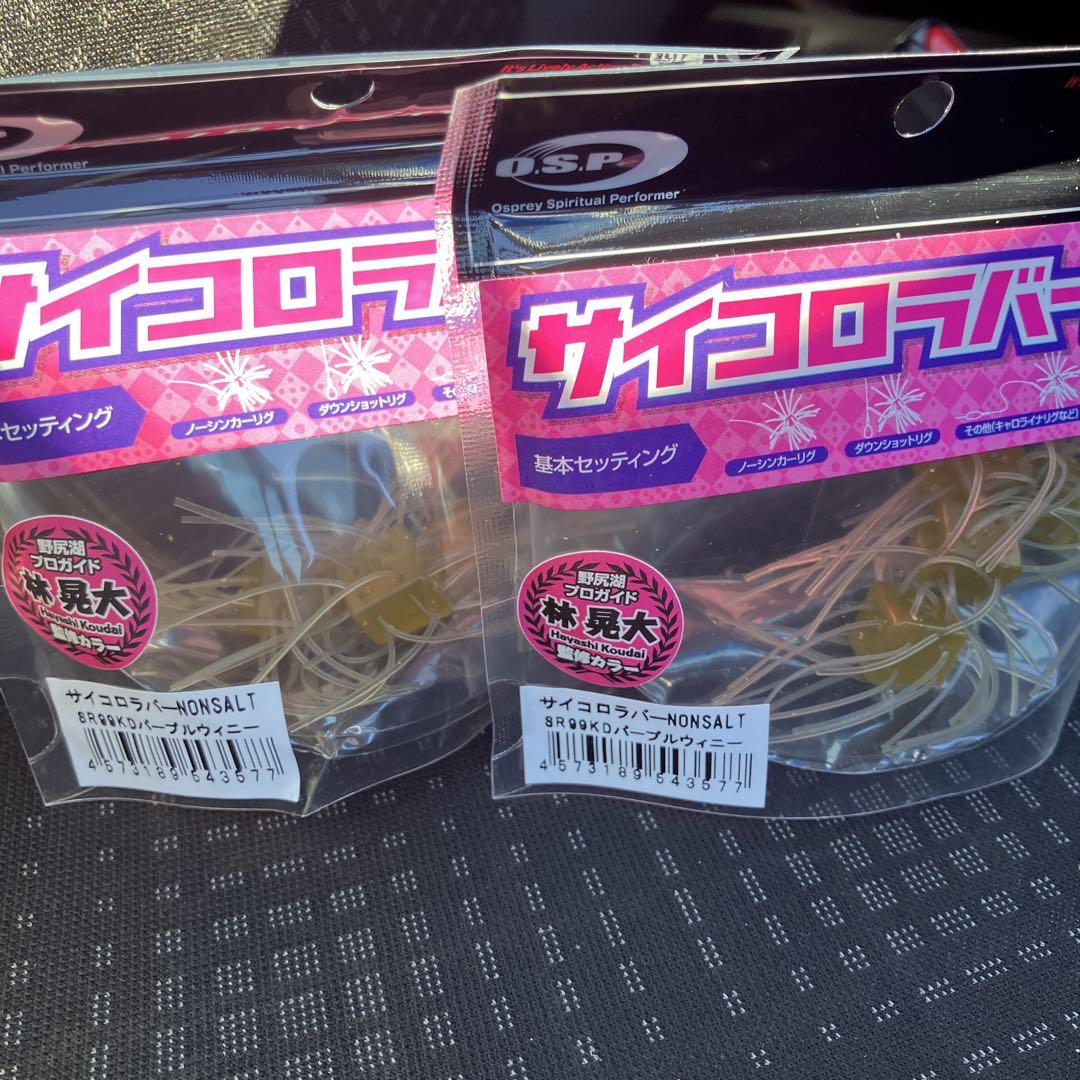 l Performer
サイコロラ
セッティング
ノーシンカーリグ
ダウンショットリグ
野尻湖
プロガイド
林 晃大
Hayashi Koudai
監修カラー
サイコロラバーNONSALT
SR99KDパープルウィニー
4573189543577
It's Lively Action
O.S.P
Osprey Spiritual Performer
サイコロラバー
基本セッティング
ノーシンカーリグ
ダウンショットリグ
その他(キャロライナリグなど)
野尻湖
プロガイド
林 晃大
Hayashi Koudai
監修カラー
サイコロラバーNONSALT
SR99KDパープルウィニー
4573189543577